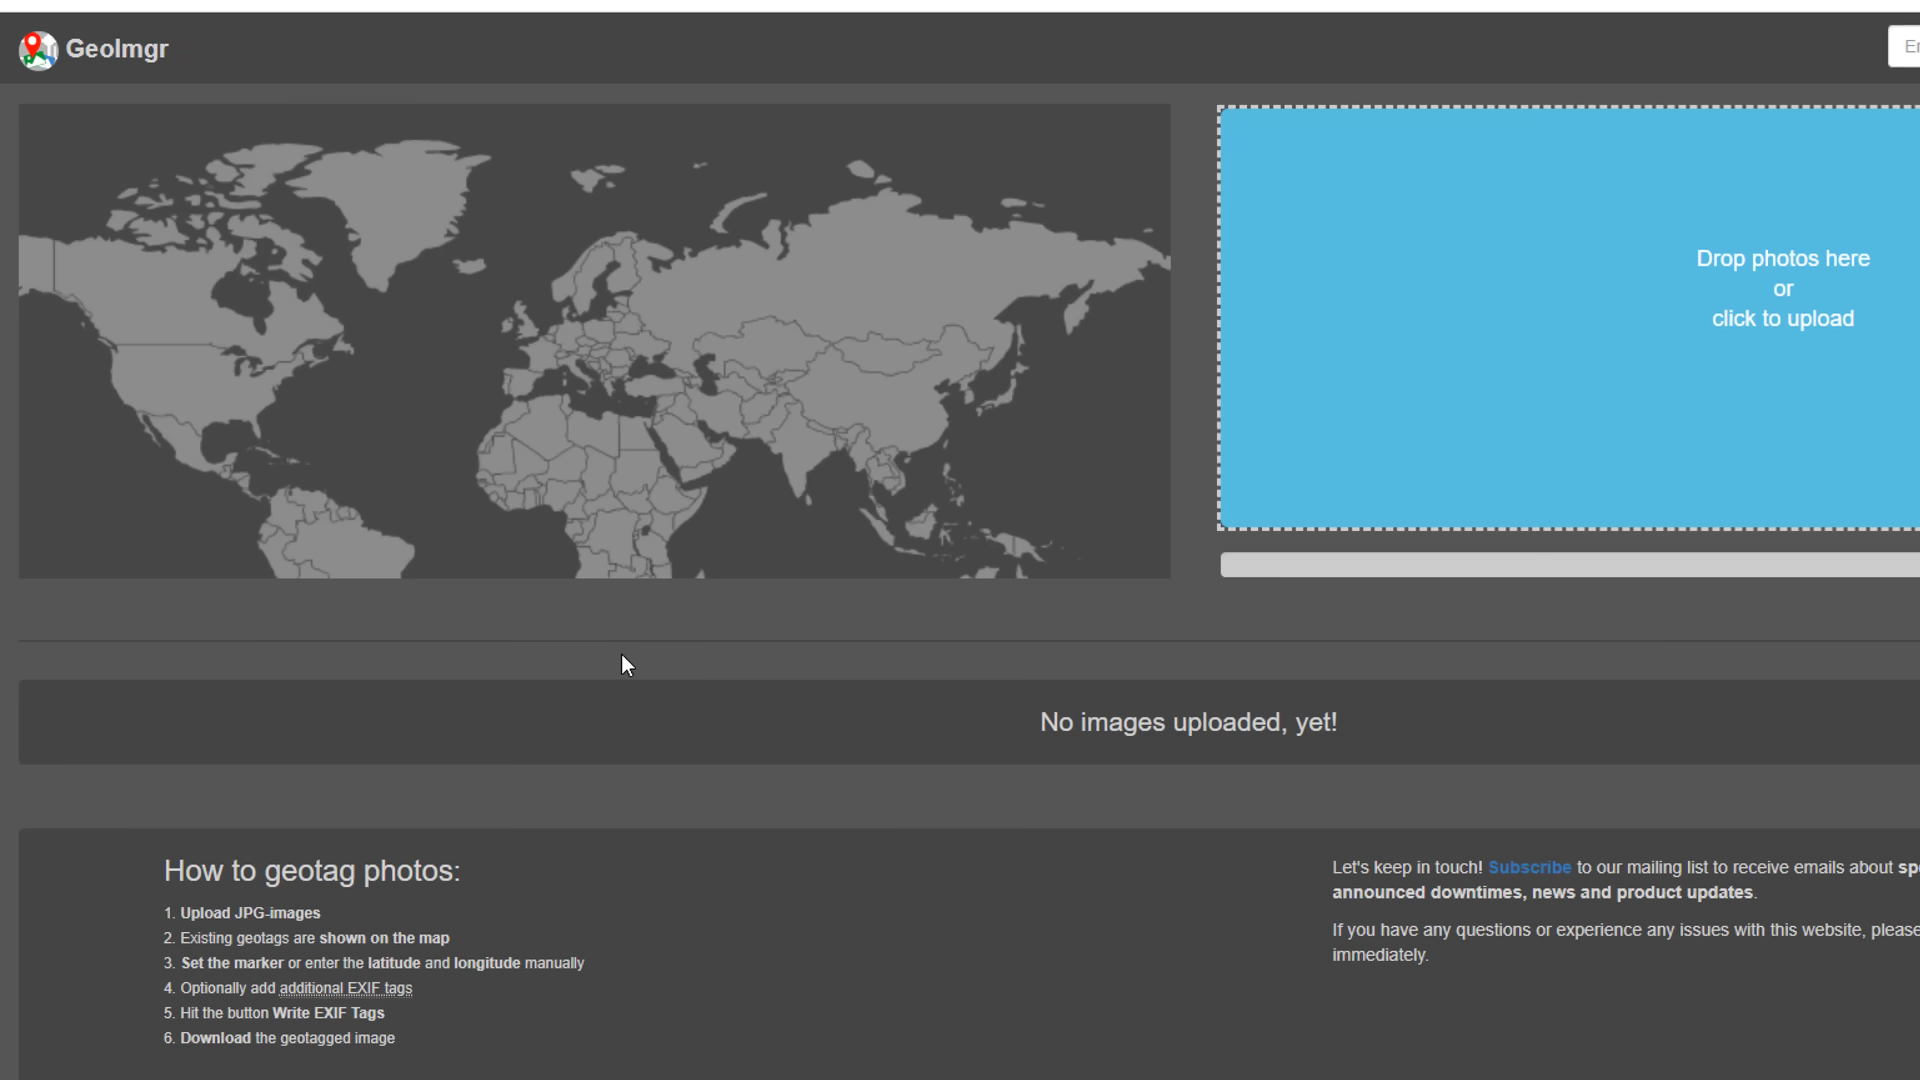 GeoImgr
Drop photos here
or
click to upload
No images uploaded, yet!
How to geotag photos:
1. Upload JPG-images
2. Existing geotags are shown on the map
3. Set the marker or enter the latitude and longitude manually
4. Optionally add additional EXIF tags
5. Hit the button Write EXIF Tags
6. Download the geotagged image
Let's keep in touch! Subscribe to our mailing list to receive emails about
announced downtimes, news and product updates.
If you have any questions or experience any issues with this website, please
immediately.